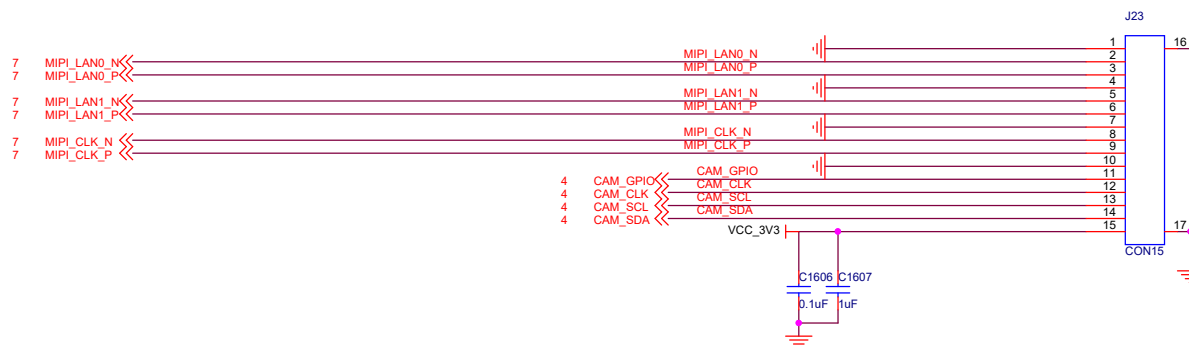 J23
1 16
MIPI_LAN0_N 2
7 MIPI_LAN0_N
MIPI_LAN0_P 3
7 MIPI_LAN0_P
4
MIPI_LAN1_N 5
7 MIPI_LAN1_N
MIPI_LAN1_P 6
7 MIPI_LAN1_P
7
MIPI_CLK_N 8
7 MIPI_CLK_N
MIPI_CLK_P 9
7 MIPI_CLK_P
10
CAM_GPIO 11
4 CAM_GPIO
CAM_CLK 12
4 CAM_CLK
CAM_SCL 13
4 CAM_SCL
CAM_SDA 14
4 CAM_SDA
VCC_3V3 15 17
CON15
C1606 C1607
0.1uF 1uF